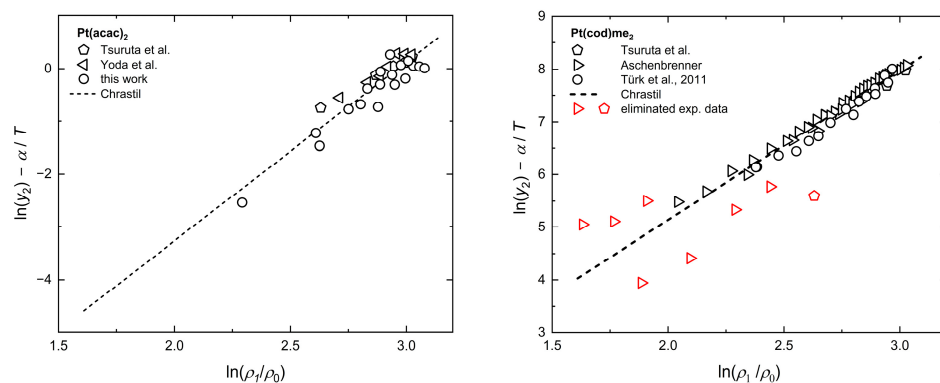 Pt(acac)₂
Tsuruta et al.
Yoda et al.
this work
Chrastil
ln(y₂) − α / T
0
−2
−4
1.5
2.0
2.5
3.0
ln(ρ₁/ρ₀)
Pt(cod)me₂
Tsuruta et al.
Aschenbrenner
Türk et al., 2011
Chrastil
eliminated exp. data
ln(y₂) − α / T
9
8
7
6
5
4
3
1.5
2.0
2.5
3.0
ln(ρ₁/ρ₀)